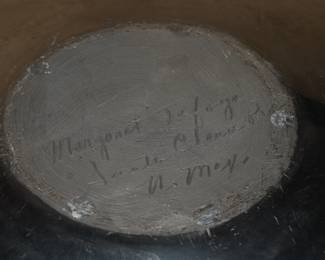 Margaret Tafoya
Santa Clara
N. Mex.